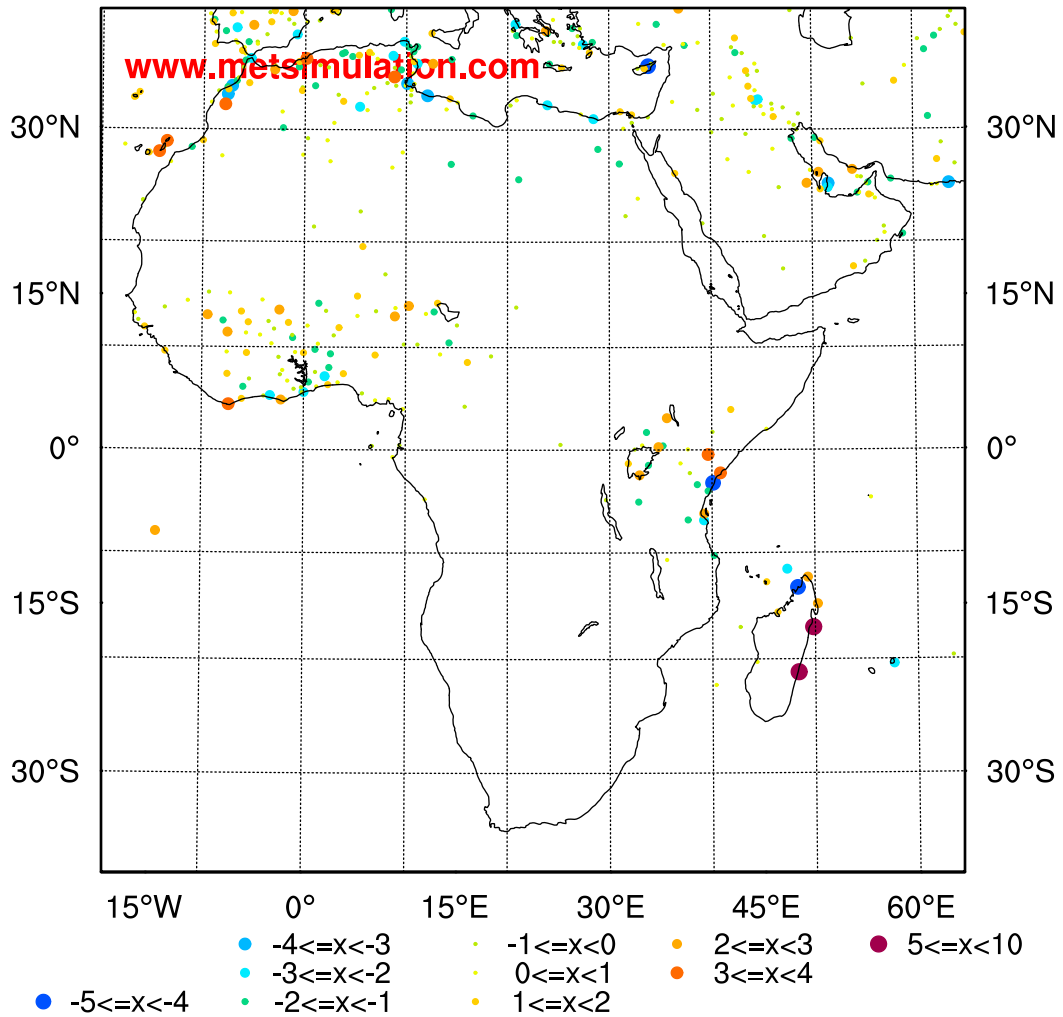 www.metsimulation.com
30°N 30°N
15°N 15°N
0° 0°
15°S 15°S
30°S 30°S
15°W 0° 15°E 30°E 45°E 60°E
-4<=x<-3 -1<=x<0 2<=x<3 5<=x<10
-3<=x<-2 0<=x<1 3<=x<4
-5<=x<-4 -2<=x<-1 1<=x<2